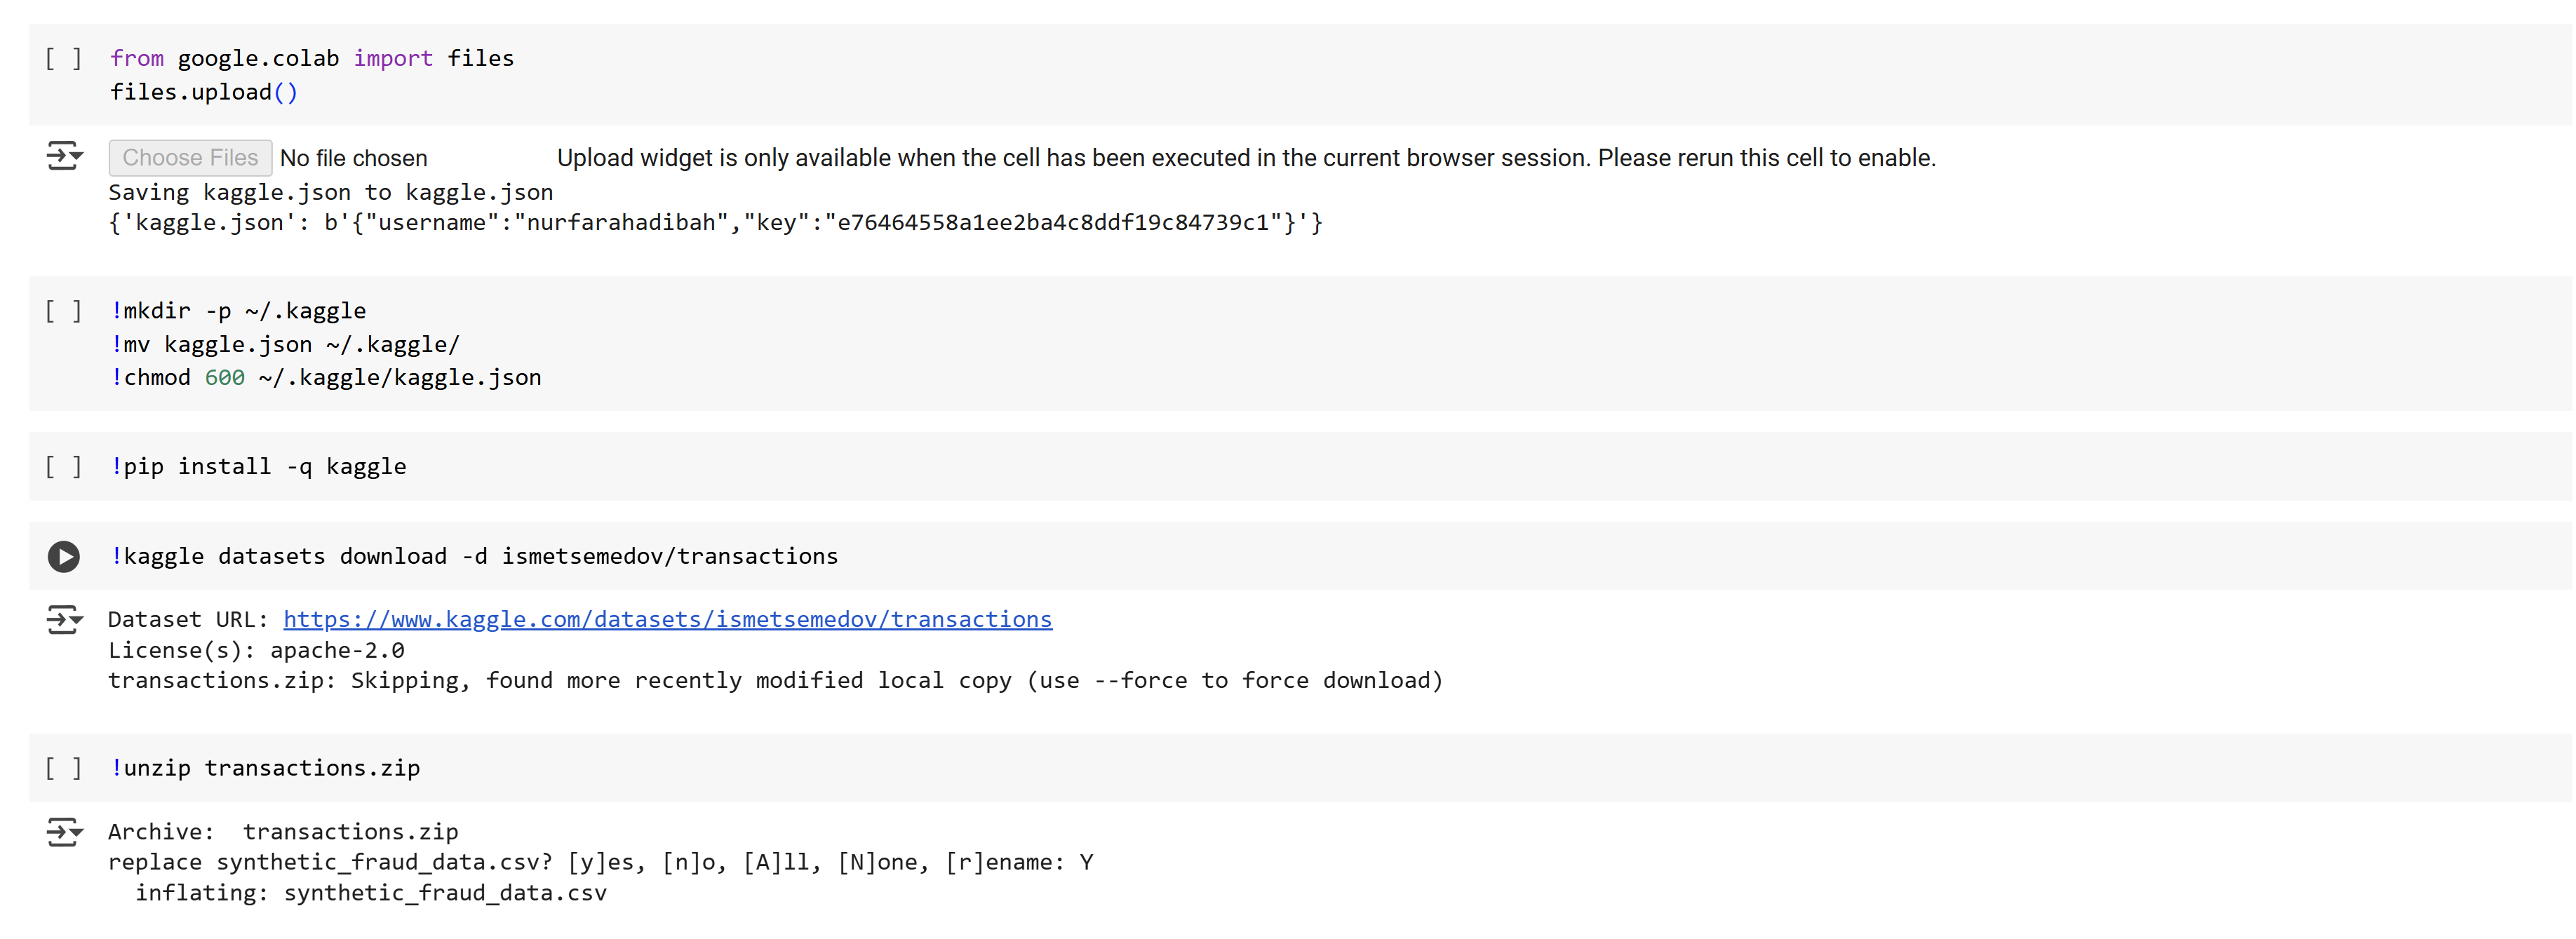 [ ] from google.colab import files
files.upload()
Choose Files No file chosen Upload widget is only available when the cell has been executed in the current browser session. Please rerun this cell to enable.
Saving kaggle.json to kaggle.json
{'kaggle.json': b'{"username":"nurfarahadibah","key":"e76464558a1ee2ba4c8ddf19c84739c1"}'}
[ ] !mkdir -p ~/.kaggle
!mv kaggle.json ~/.kaggle/
!chmod 600 ~/.kaggle/kaggle.json
[ ] !pip install -q kaggle
!kaggle datasets download -d ismetsemedov/transactions
Dataset URL: https://www.kaggle.com/datasets/ismetsemedov/transactions
License(s): apache-2.0
transactions.zip: Skipping, found more recently modified local copy (use --force to force download)
[ ] !unzip transactions.zip
Archive:  transactions.zip
replace synthetic_fraud_data.csv? [y]es, [n]o, [A]ll, [N]one, [r]ename: Y
  inflating: synthetic_fraud_data.csv